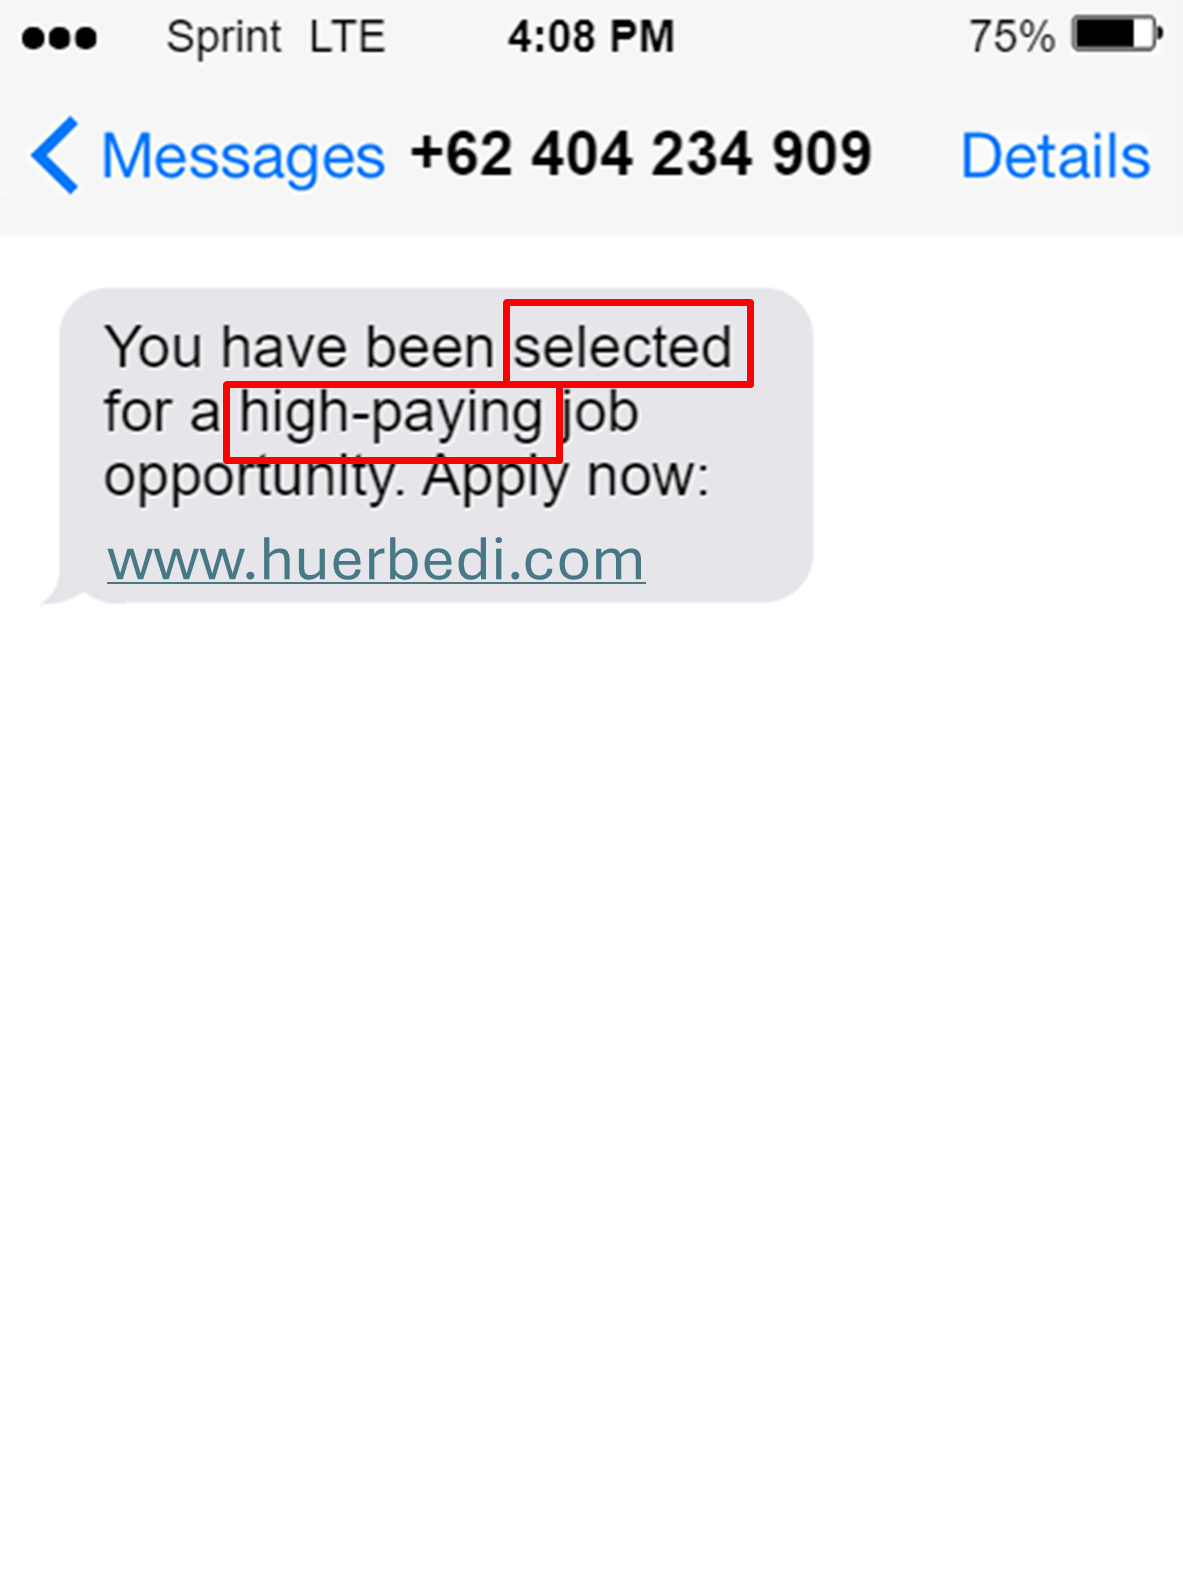 Sprint LTE 4:08 PM 75%
Messages +62 404 234 909 Details
You have been selected
for a high-paying job
opportunity. Apply now:
www.huerbedi.com